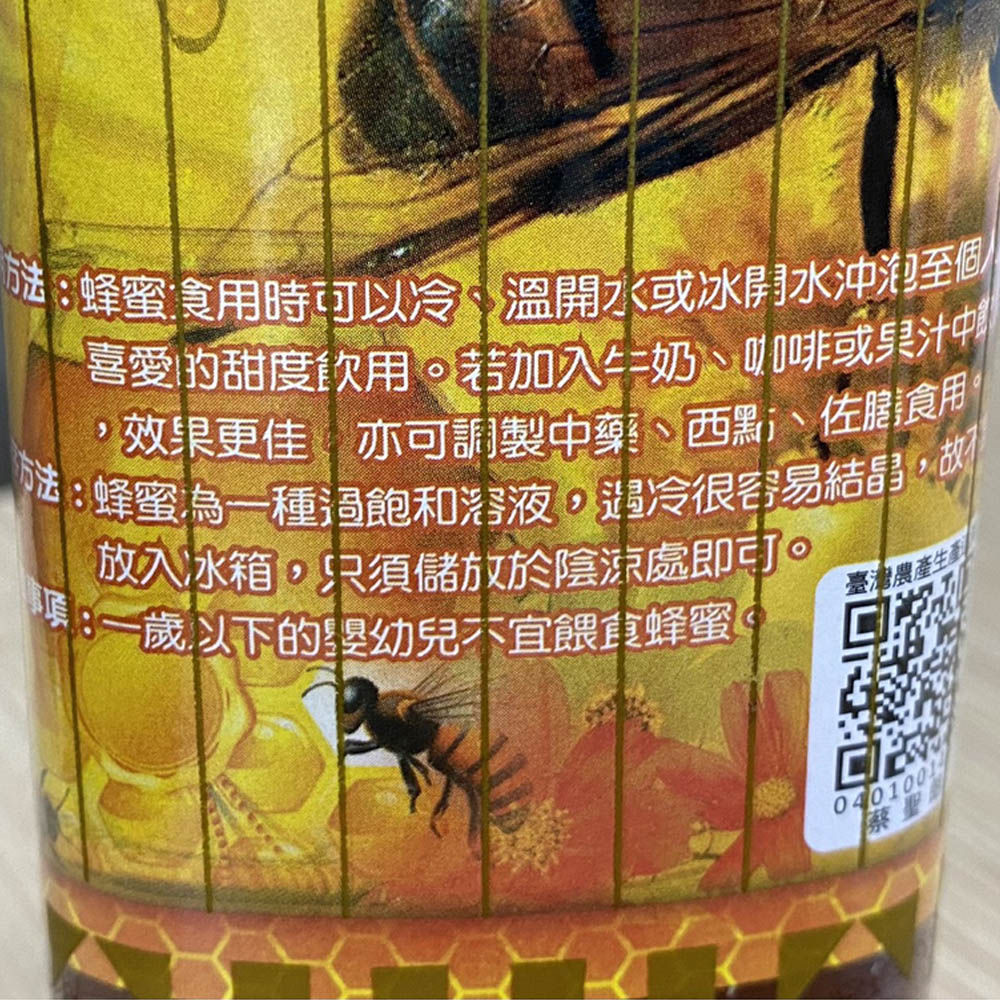 方法：蜂蜜食用時可以冷、溫開水或冰開水沖泡至個人
喜愛的甜度飲用。若加入牛奶、咖啡或果汁中飲
，效果更佳，亦可調製中藥、西點、佐膳食用。
方法：蜂蜜為一種過飽和溶液，遇冷很容易結晶，故不
放入冰箱，只須儲放於陰涼處即可。
事項：一歲以下的嬰幼兒不宜餵食蜂蜜。
臺灣農產生產
040100
蔡聖